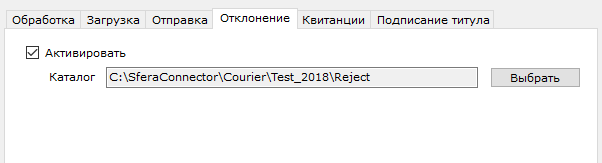 Обработка Загрузка Отправка Отклонение Квитанции Подписание титула
Активировать
Каталог C:\SferaConnector\Courier\Test_2018\Reject Выбрать